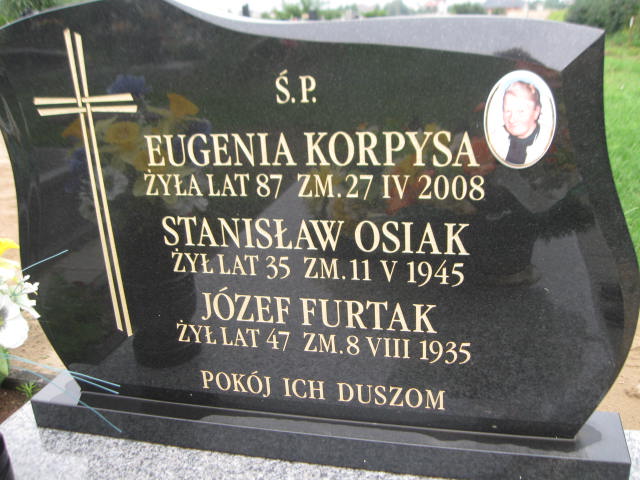 Ś.P.
EUGENIA KORPYSA
ŻYŁA LAT 87 ZM. 27 IV 2008
STANISŁAW OSIAK
ŻYŁ LAT 35 ZM. 11 V 1945
JÓZEF FURTAK
ŻYŁ LAT 47 ZM. 8 VIII 1935
POKÓJ ICH DUSZOM